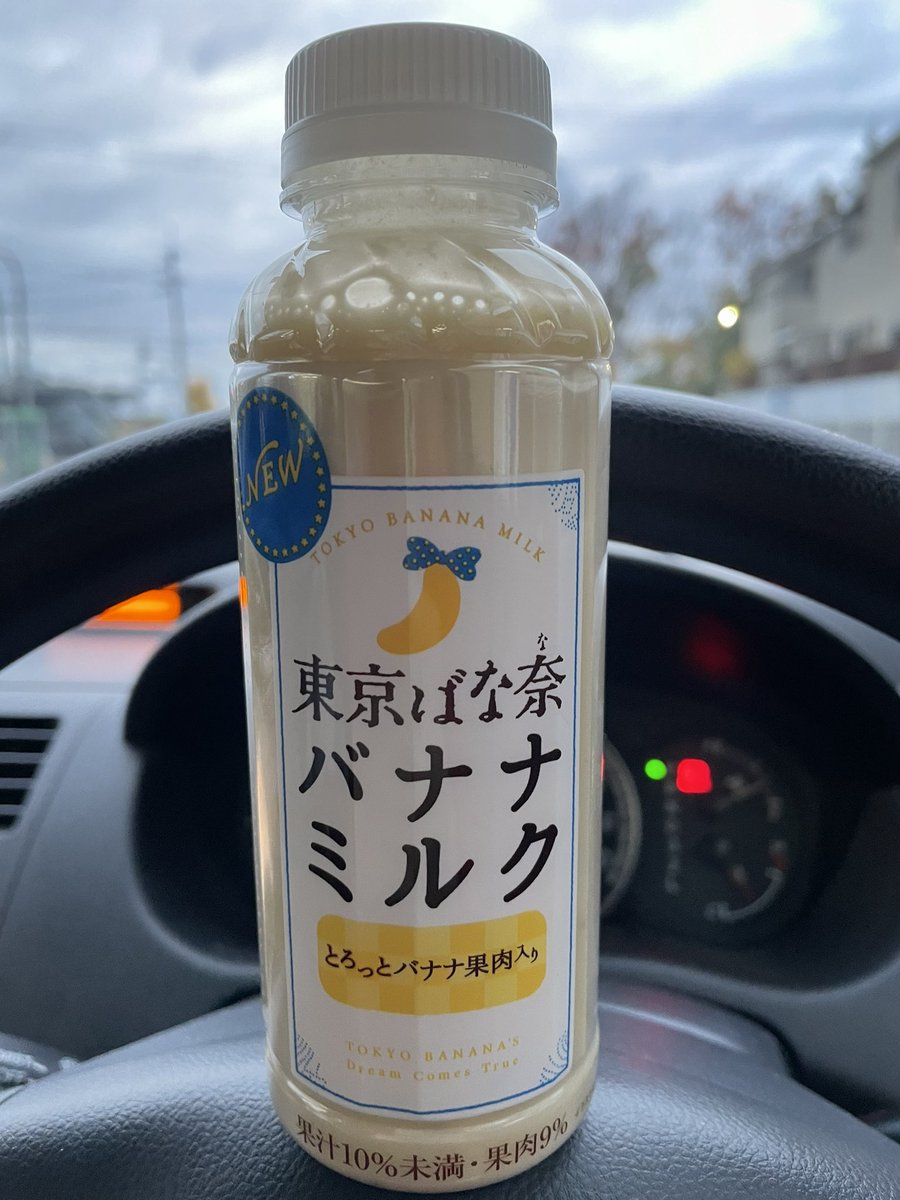 NEW
TOKYO BANANA MILK
な
東京ばな奈
バナナ
ミルク
とろっとバナナ果肉入り
TOKYO BANANA'S
Dream Comes True
果汁10%未満・果肉9%